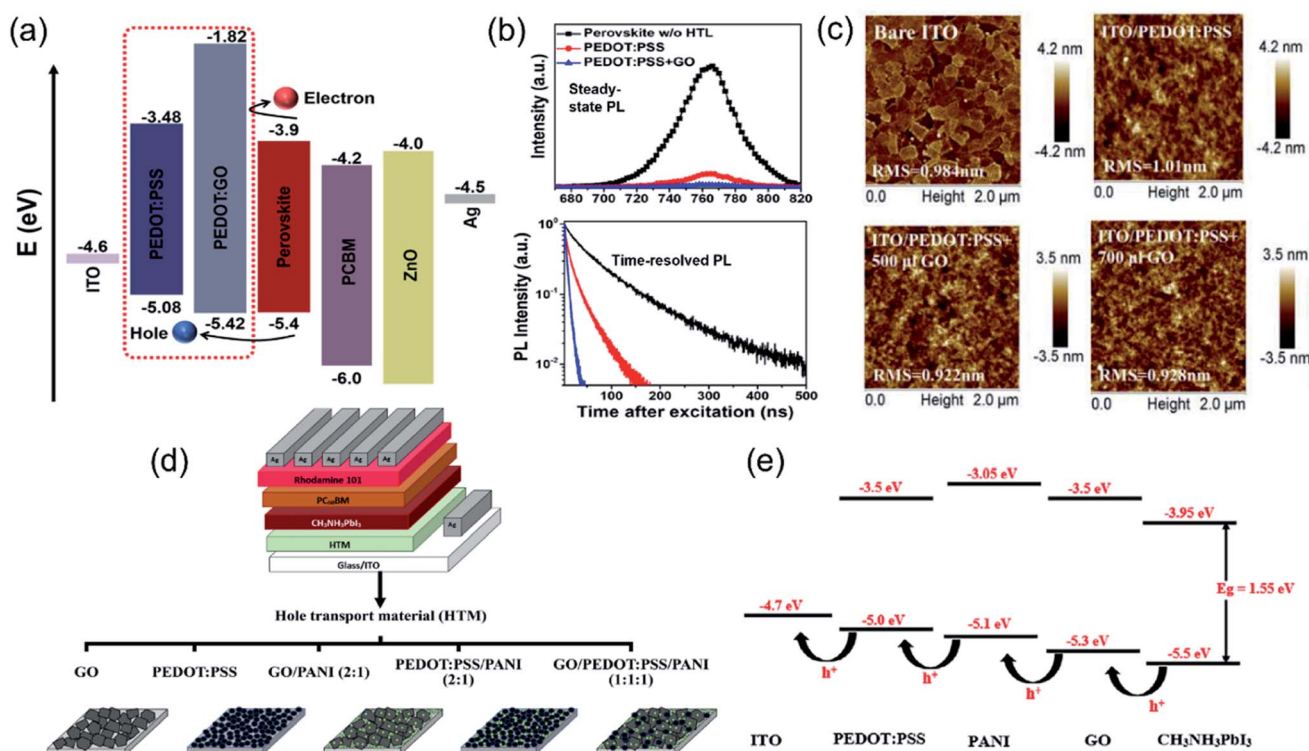 (a)
E (eV)
-4.6
ITO
-3.48
PEDOT:PSS
-5.08
-1.82
PEDOT:GO
-5.42
Electron
Hole
-3.9
Perovskite
-5.4
-4.2
PCBM
-6.0
-4.0
ZnO
-4.5
Ag
(b)
Perovskite w/o HTL
PEDOT:PSS
PEDOT:PSS+GO
Steady-
state PL
Intensity (a.u.)
680 700 720 740 760 780 800 820
Time-resolved PL
PL Intensity (a.u.)
10⁰
10⁻¹
10⁻²
100 200 300 400 500
Time after excitation (ns)
(c)
Bare ITO
RMS=0.984nm
0.0 Height 2.0 µm
4.2 nm
-4.2 nm
ITO/PEDOT:PSS
RMS=1.01nm
0.0 Height 2.0 µm
4.2 nm
-4.2 nm
ITO/PEDOT:PSS+
500 µl GO
RMS=0.922nm
0.0 Height 2.0 µm
3.5 nm
-3.5 nm
ITO/PEDOT:PSS+
700 µl GO
RMS=0.928nm
0.0 Height 2.0 µm
3.5 nm
-3.5 nm
(d)
Ag Ag Ag Ag Ag
Rhodamine 101
CH₃NH₃PbI₃
Ag
HTM
Glass/ITO
Hole transport material (HTM)
GO
PEDOT:PSS
GO/PANI (2:1)
PEDOT:PSS/PANI
(2:1)
GO/PEDOT:PSS/PANI
(1:1:1)
(e)
-3.5 eV
-3.05 eV
-3.5 eV
-3.95 eV
Eg = 1.55 eV
-4.7 eV
-5.0 eV
-5.1 eV
-5.3 eV
-5.5 eV
h⁺
h⁺
h⁺
h⁺
ITO
PEDOT:PSS
PANI
GO
CH₃NH₃PbI₃